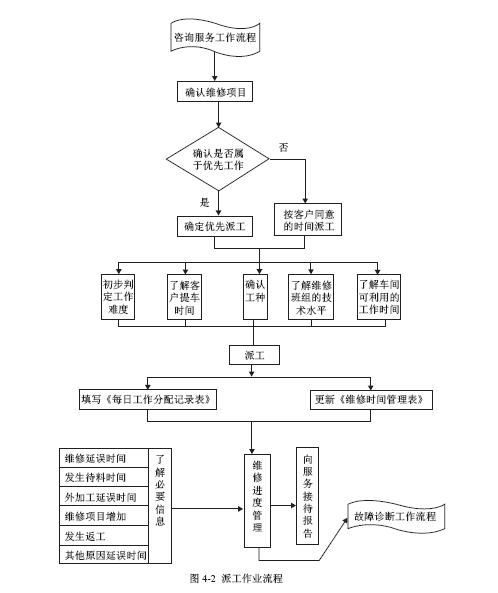 咨询服务工作流程
确认维修项目
确认是否属
于优先工作
否
是
确定优先派工
按客户同意
的时间派工
初步判
定工作
难度
了解客
户提车
时间
确认
工种
了解维修
班组的技
术水平
了解车间
可利用的
工作时间
派工
填写《每日工作分配记录表》
更新《维修时间管理表》
维修延误时间
发生待料时间
外加工延误时间
维修项目增加
发生返工
其他原因延误时间
了解必要信息
维修进度管理
向服务接待报告
故障诊断工作流程
图 4-2 派工作业流程